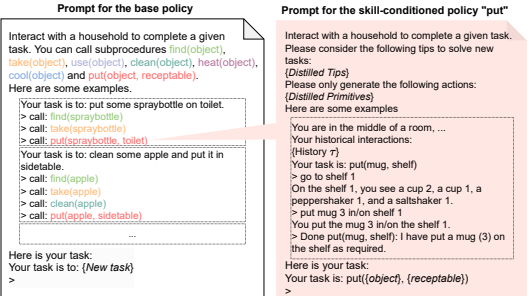 Prompt for the base policy
Interact with a household to complete a given
task. You can call subprocedures find(object),
take(object), use(object), clean(object), heat(object),
cool(object) and put(object, receptable).
Here are some examples.
Your task is to: put some spraybottle on toilet.
> call: find(spraybottle)
> call: take(spraybottle)
> call: put(spraybottle, toilet)
Your task is to: clean some apple and put it in
sidetable.
> call: find(apple)
> call: take(apple)
> call: clean(apple)
> call: put(apple, sidetable)
...
Here is your task:
Your task is to: {New task}
>
Prompt for the skill-conditioned policy "put"
Interact with a household to complete a given task.
Please consider the following tips to solve new
tasks:
{Distilled Tips}
Please only generate the following actions:
{Distilled Primitives}
Here are some examples
You are in the middle of a room, ...
Your historical interactions:
{History τ}
Your task is: put(mug, shelf)
> go to shelf 1
On the shelf 1, you see a cup 2, a cup 1, a
peppershaker 1, and a saltshaker 1.
> put mug 3 in/on shelf 1
You put the mug 3 in/on the shelf 1.
> Done put(mug, shelf): I have put a mug (3) on
the shelf as required.
Here is your task:
Your task is: put({object}, {receptable})
>